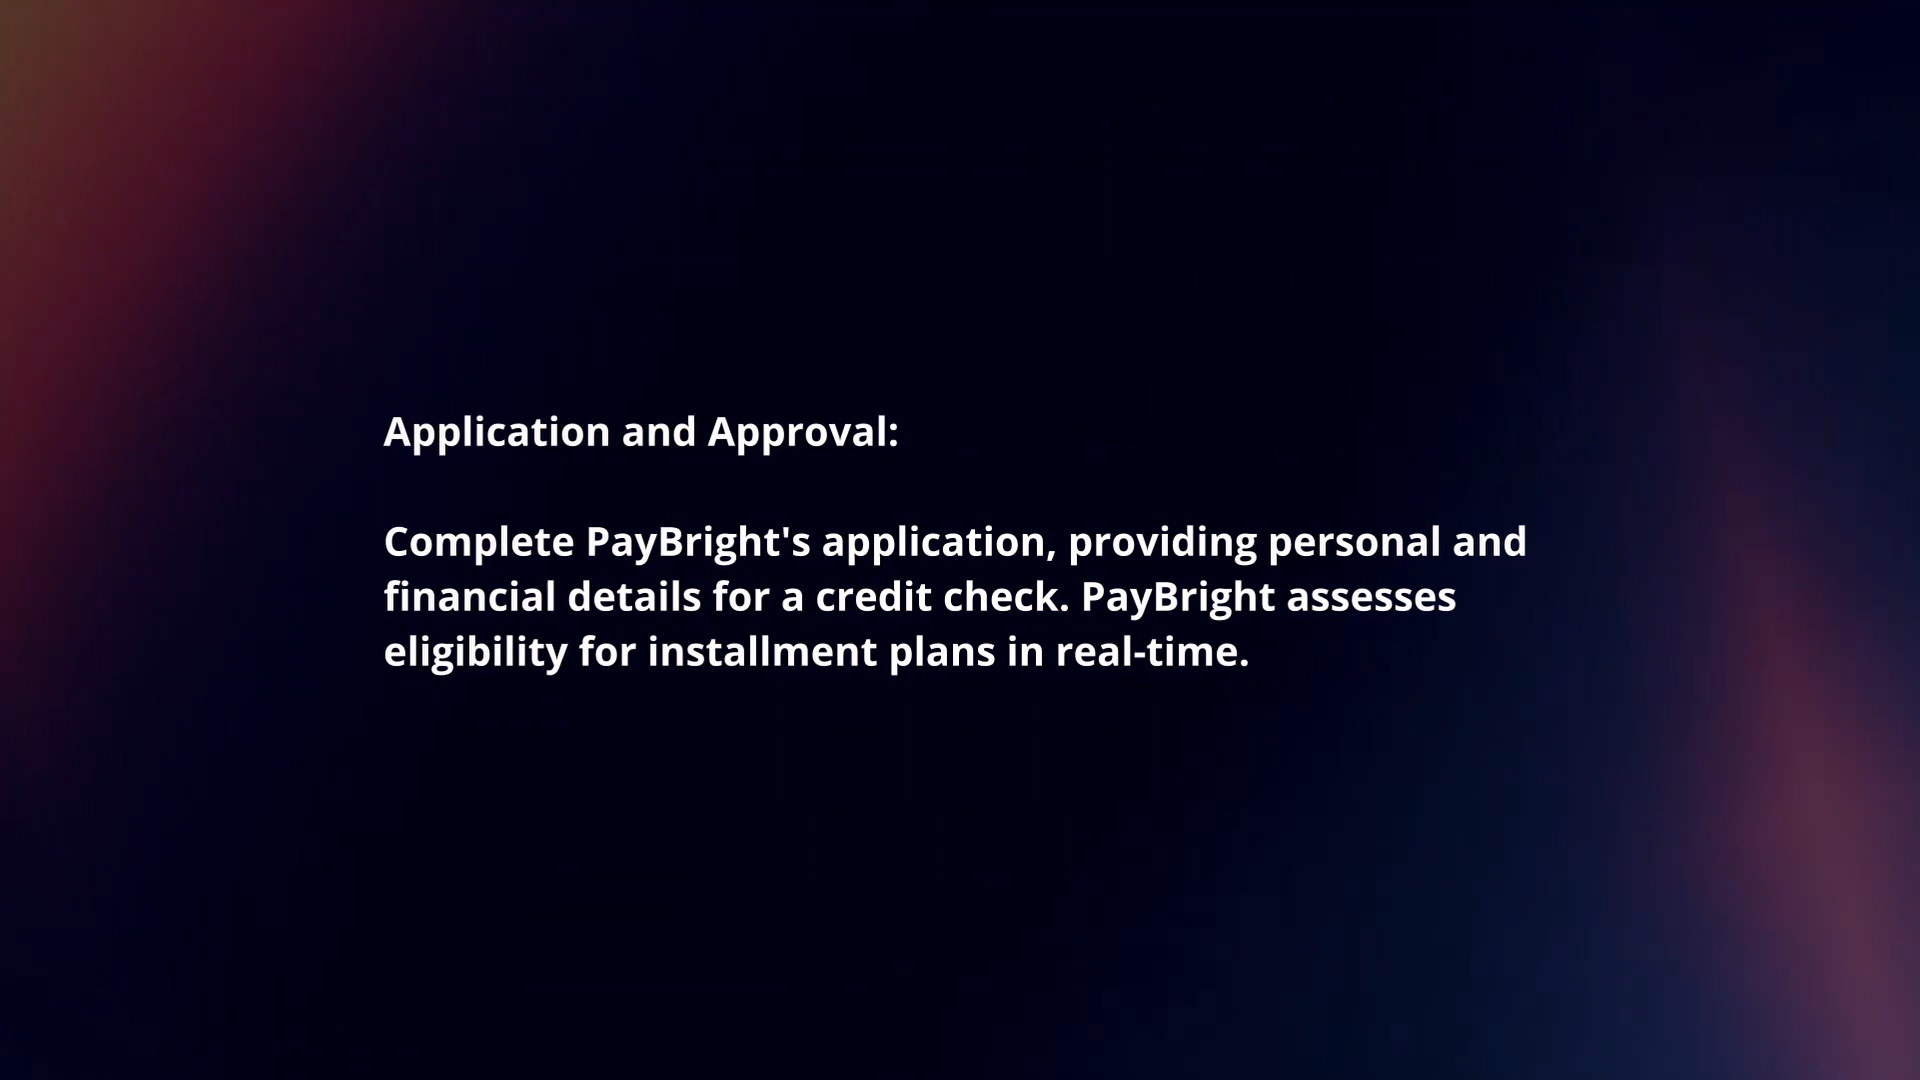 Application and Approval:
Complete PayBright's application, providing personal and
financial details for a credit check. PayBright assesses
eligibility for installment plans in real-time.